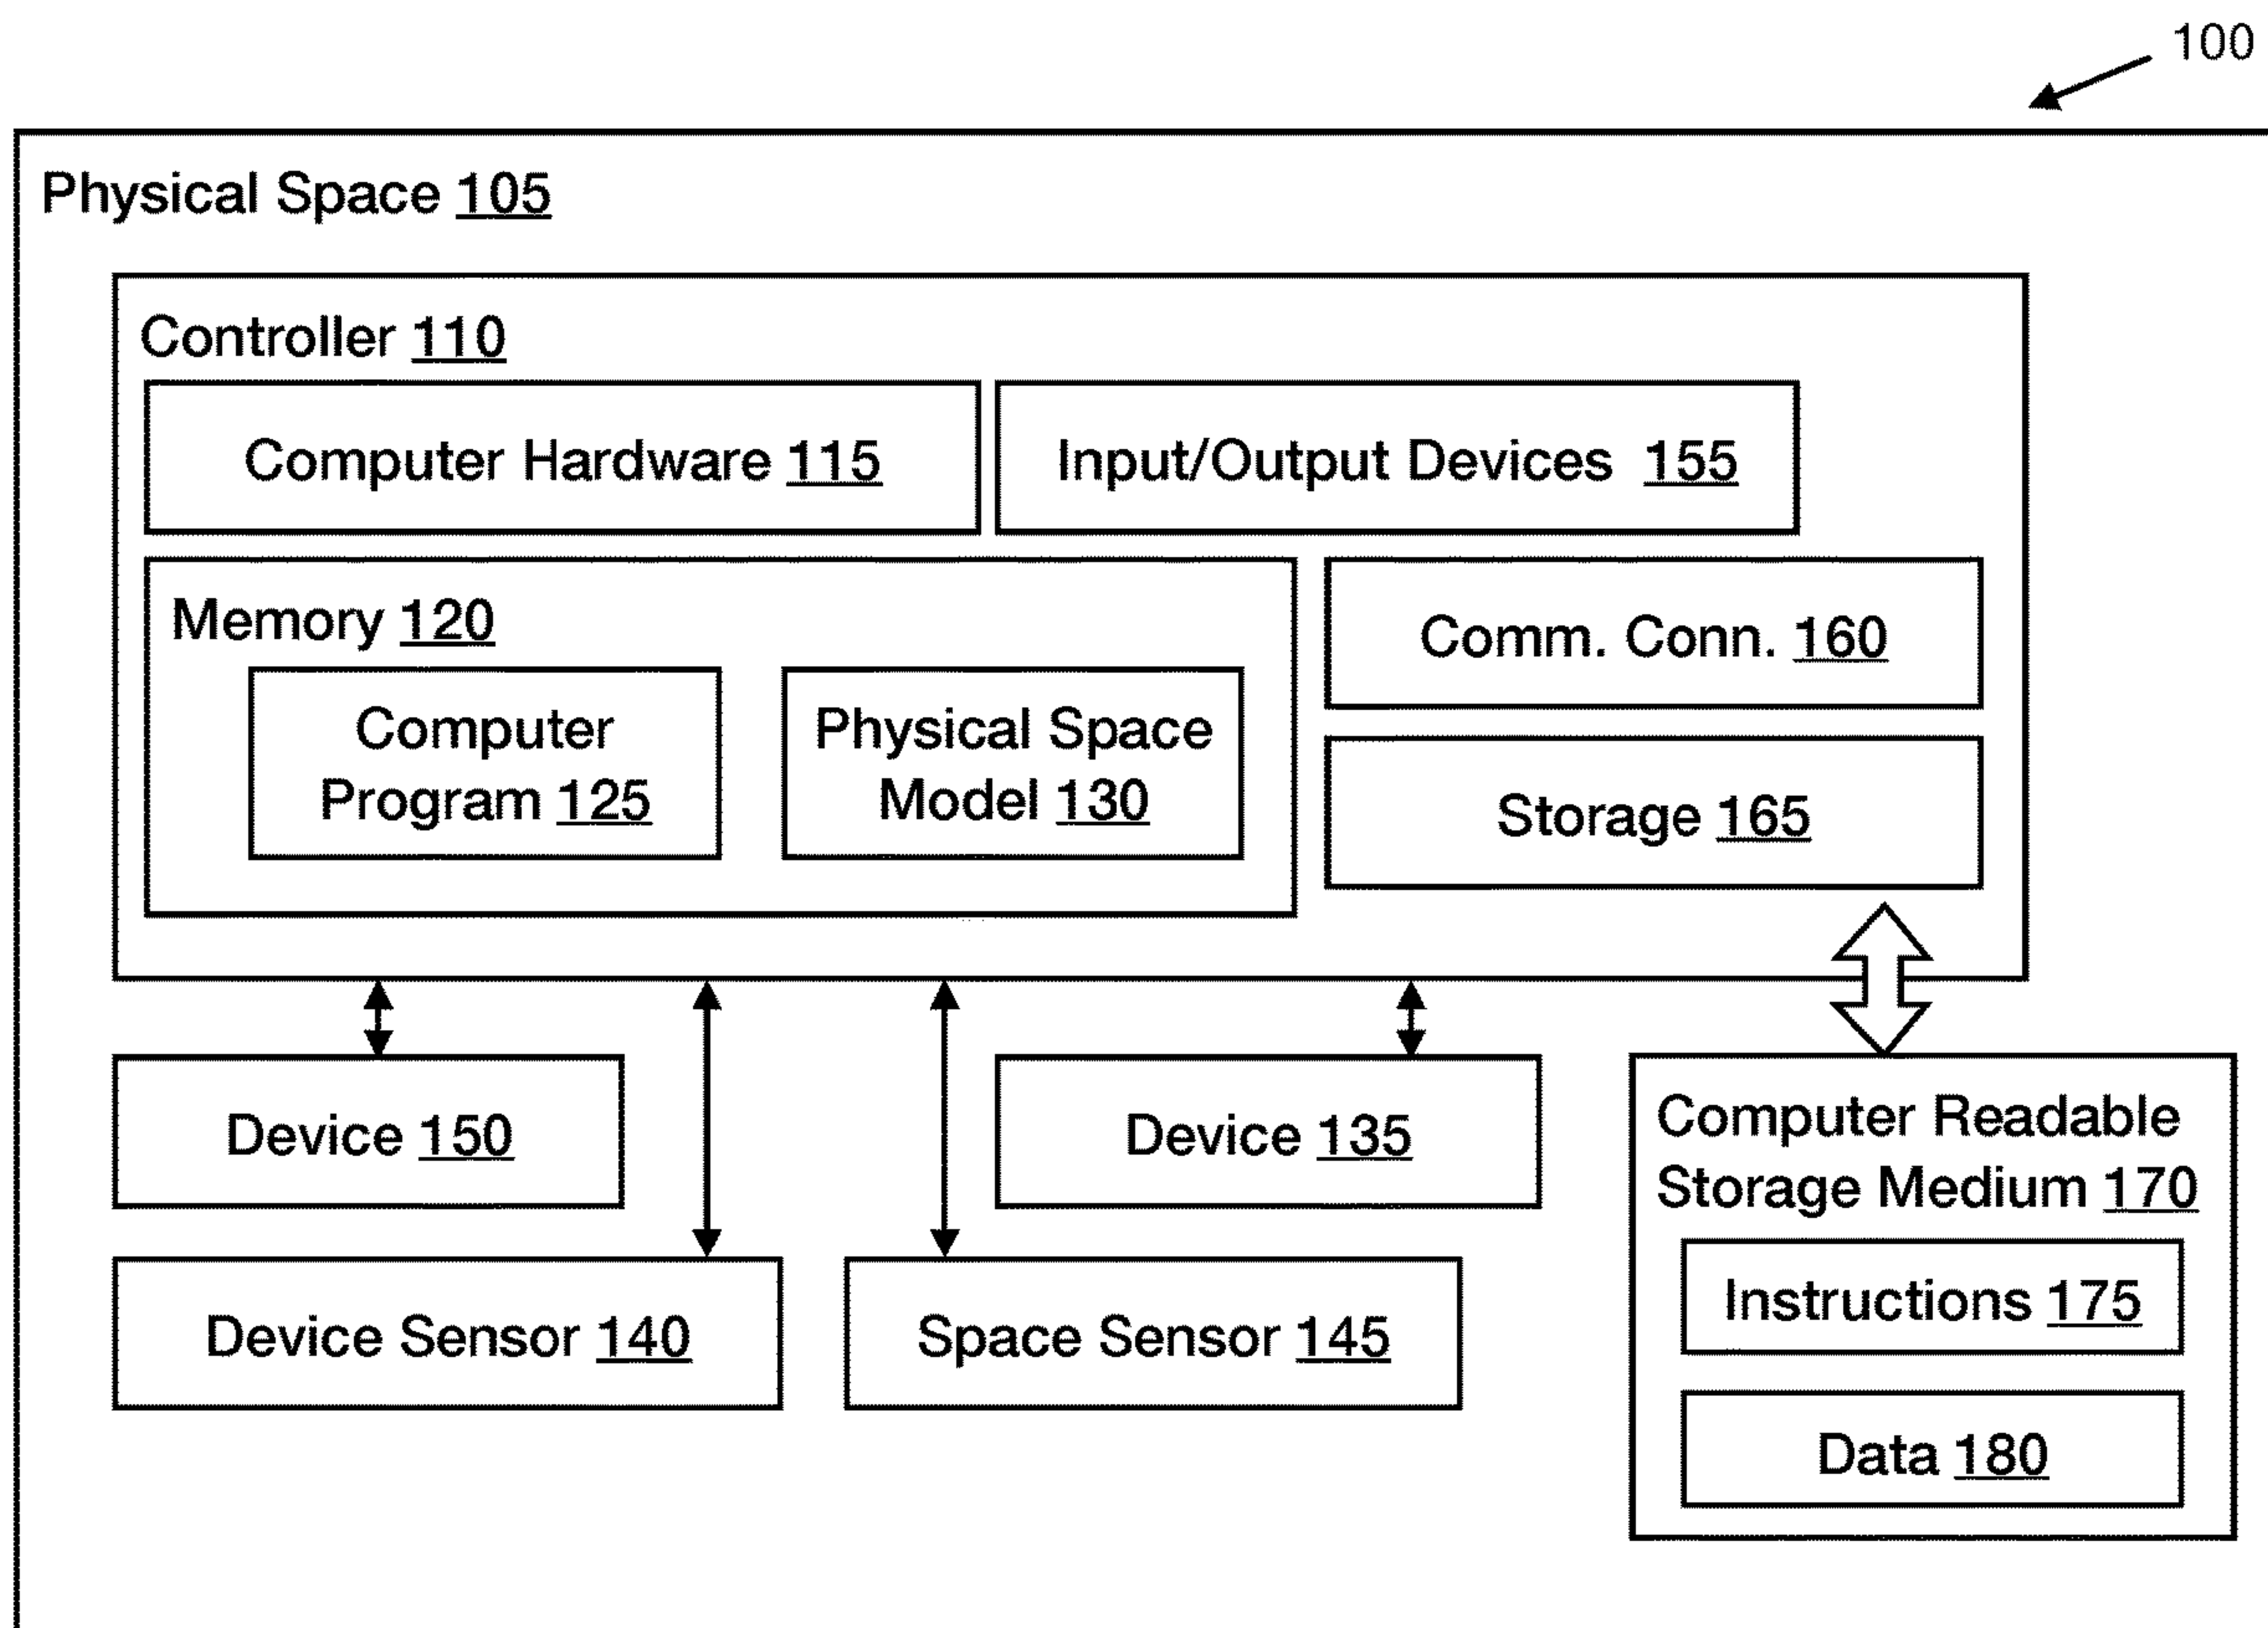 100
Physical Space 105
Controller 110
Computer Hardware 115
Input/Output Devices 155
Memory 120
Computer
Program 125
Physical Space
Model 130
Comm. Conn. 160
Storage 165
Device 150
Device 135
Device Sensor 140
Space Sensor 145
Computer Readable
Storage Medium 170
Instructions 175
Data 180